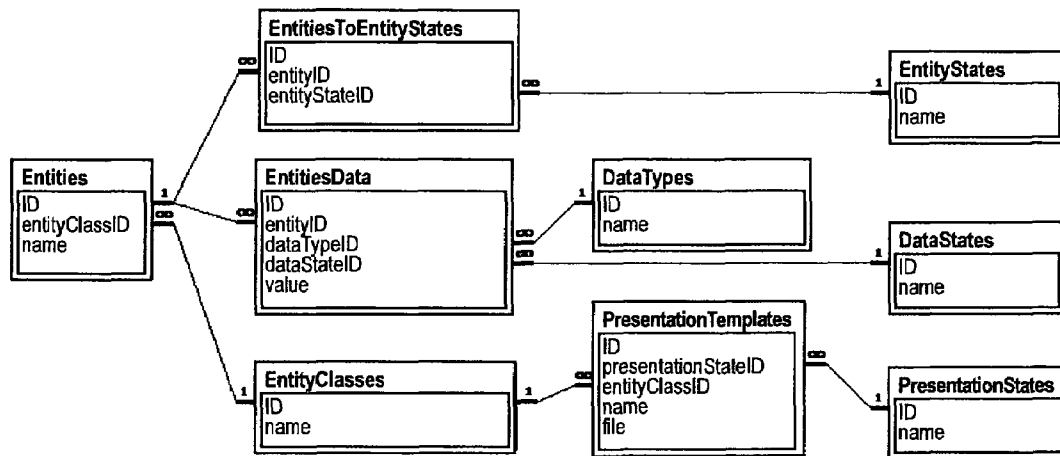 EntitiesToEntityStates
ID
entityID
entityStateID
∞
∞
1
EntityStates
ID
name
Entities
ID
entityClassID
name
1
∞
EntitiesData
ID
entityID
dataTypeID
dataStateID
value
∞
∞
∞
1
DataTypes
ID
name
1
DataStates
ID
name
EntityClasses
ID
name
1
1
∞
PresentationTemplates
ID
presentationStateID
entityClassID
name
file
∞
1
PresentationStates
ID
name